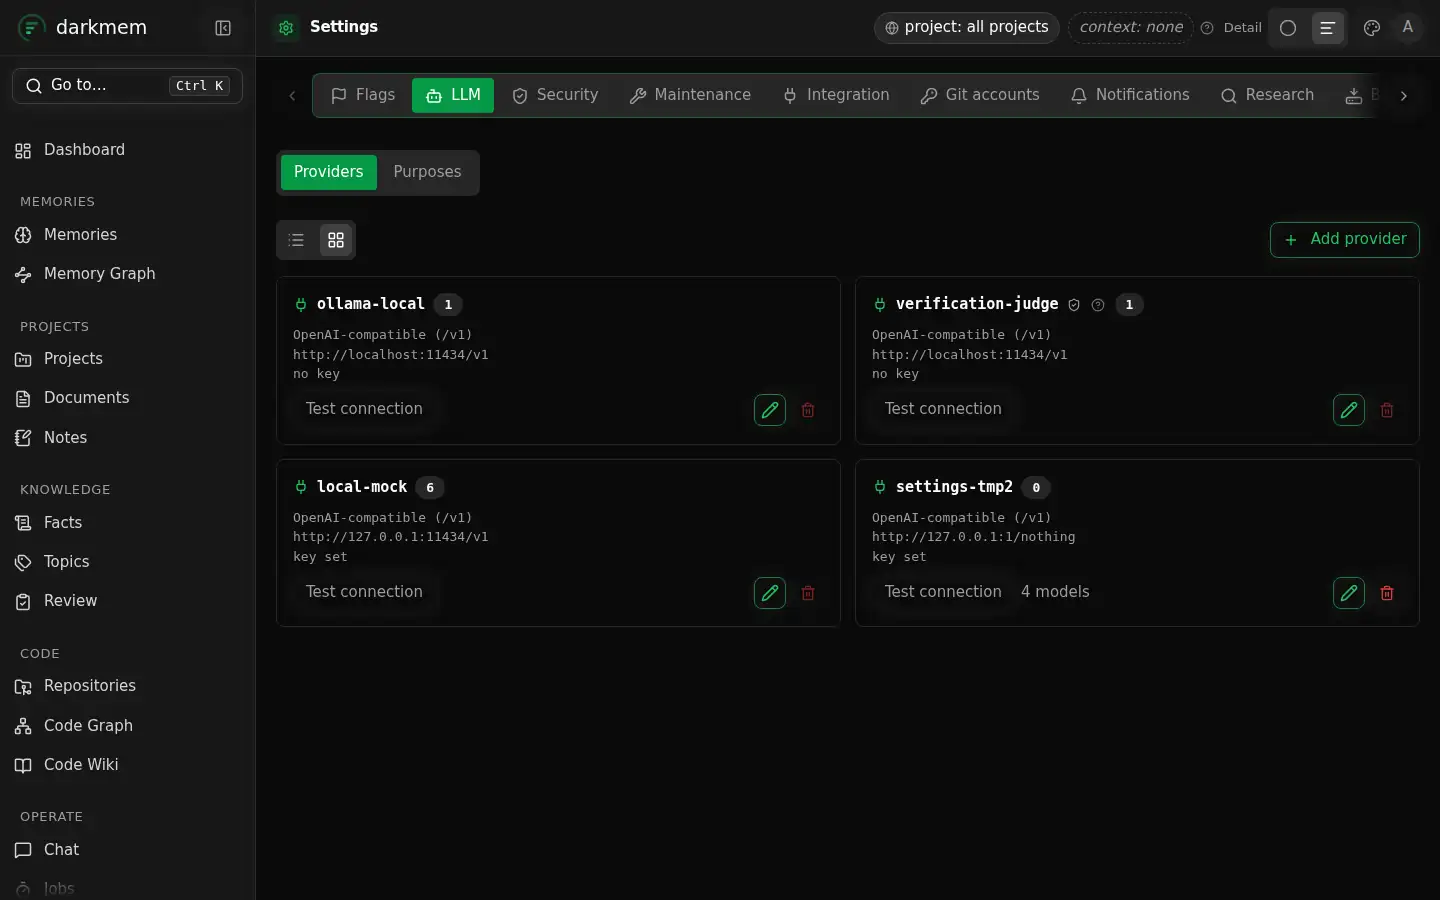 darkmem
Settings
project: all projects
context: none
Detail
A
Go to...
Ctrl K
Flags
LLM
Security
Maintenance
Integration
Git accounts
Notifications
Research
Dashboard
Providers
Purposes
MEMORIES
Memories
Memory Graph
Add provider
PROJECTS
Projects
Documents
Notes
KNOWLEDGE
Facts
Topics
Review
CODE
Repositories
Code Graph
Code Wiki
OPERATE
Chat
Jobs
ollama-local 1
OpenAI-compatible (/v1)
http://localhost:11434/v1
no key
Test connection
verification-judge 1
OpenAI-compatible (/v1)
http://localhost:11434/v1
no key
Test connection
local-mock 6
OpenAI-compatible (/v1)
http://127.0.0.1:11434/v1
key set
Test connection
settings-tmp2 0
OpenAI-compatible (/v1)
http://127.0.0.1:1/nothing
key set
Test connection 4 models